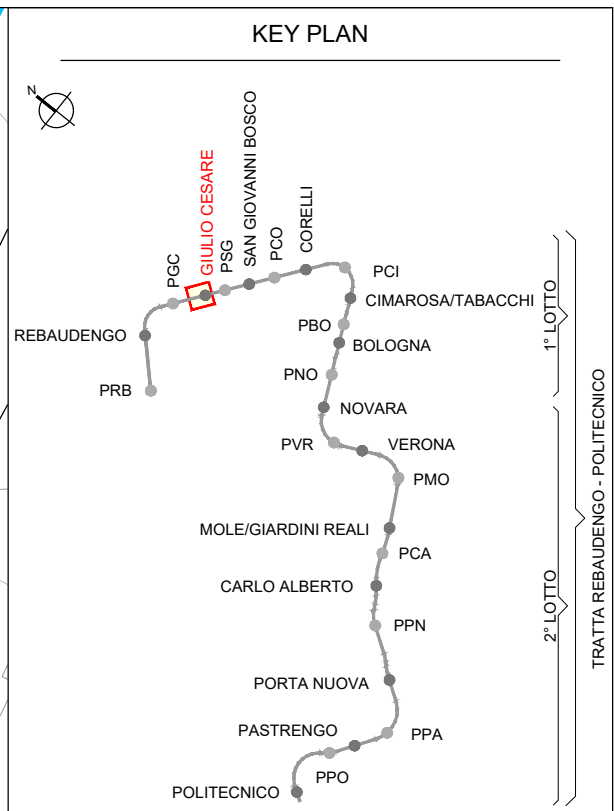 KEY PLAN
N
PGC
GIULIO CESARE
PSG
SAN GIOVANNI BOSCO
PCO
CORELLI
PCI
CIMAROSA/TABACCHI
REBAUDENGO
PBO
BOLOGNA
PRB
PNO
NOVARA
PVR
VERONA
PMO
MOLE/GIARDINI REALI
PCA
CARLO ALBERTO
PPN
PORTA NUOVA
PASTRENGO
PPA
PPO
POLITECNICO
1° LOTTO
2° LOTTO
TRATTA REBAUDENGO - POLITECNICO